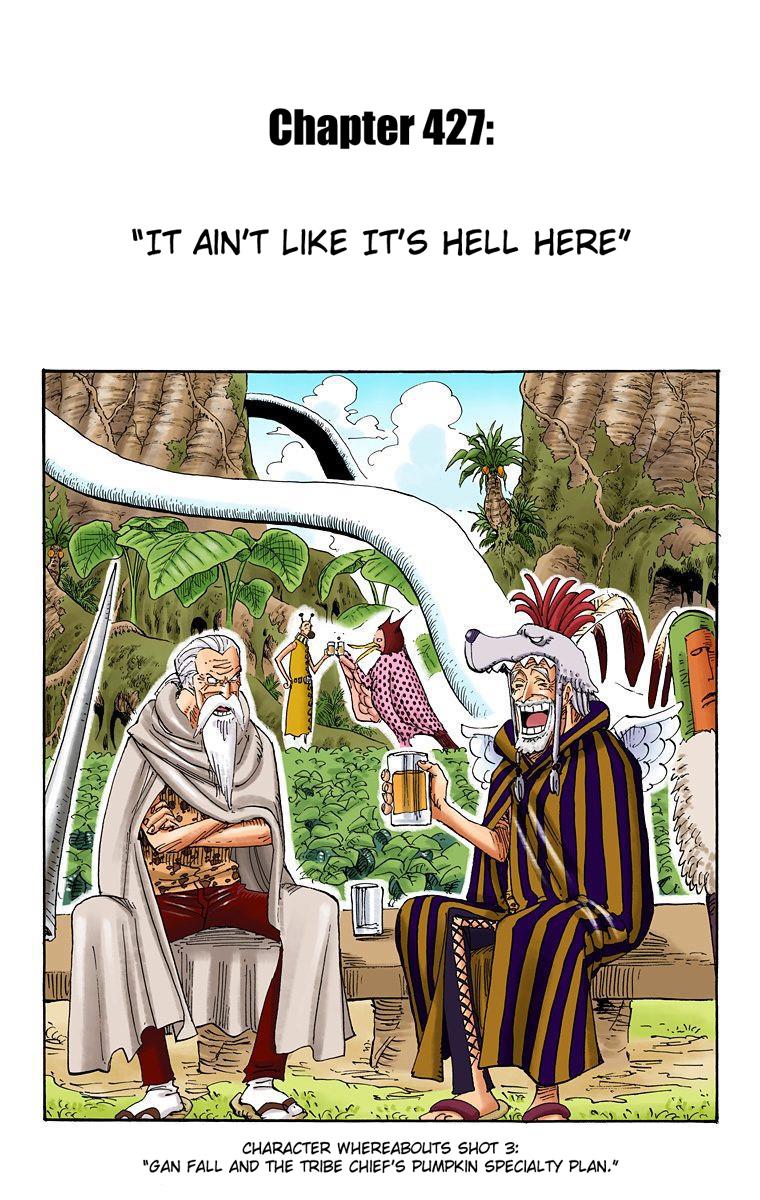 Chapter 427:
"IT AIN'T LIKE IT'S HELL HERE"
CHARACTER WHEREABOUTS SHOT 3:
"GAN FALL AND THE TRIBE CHIEF'S PUMPKIN SPECIALTY PLAN."